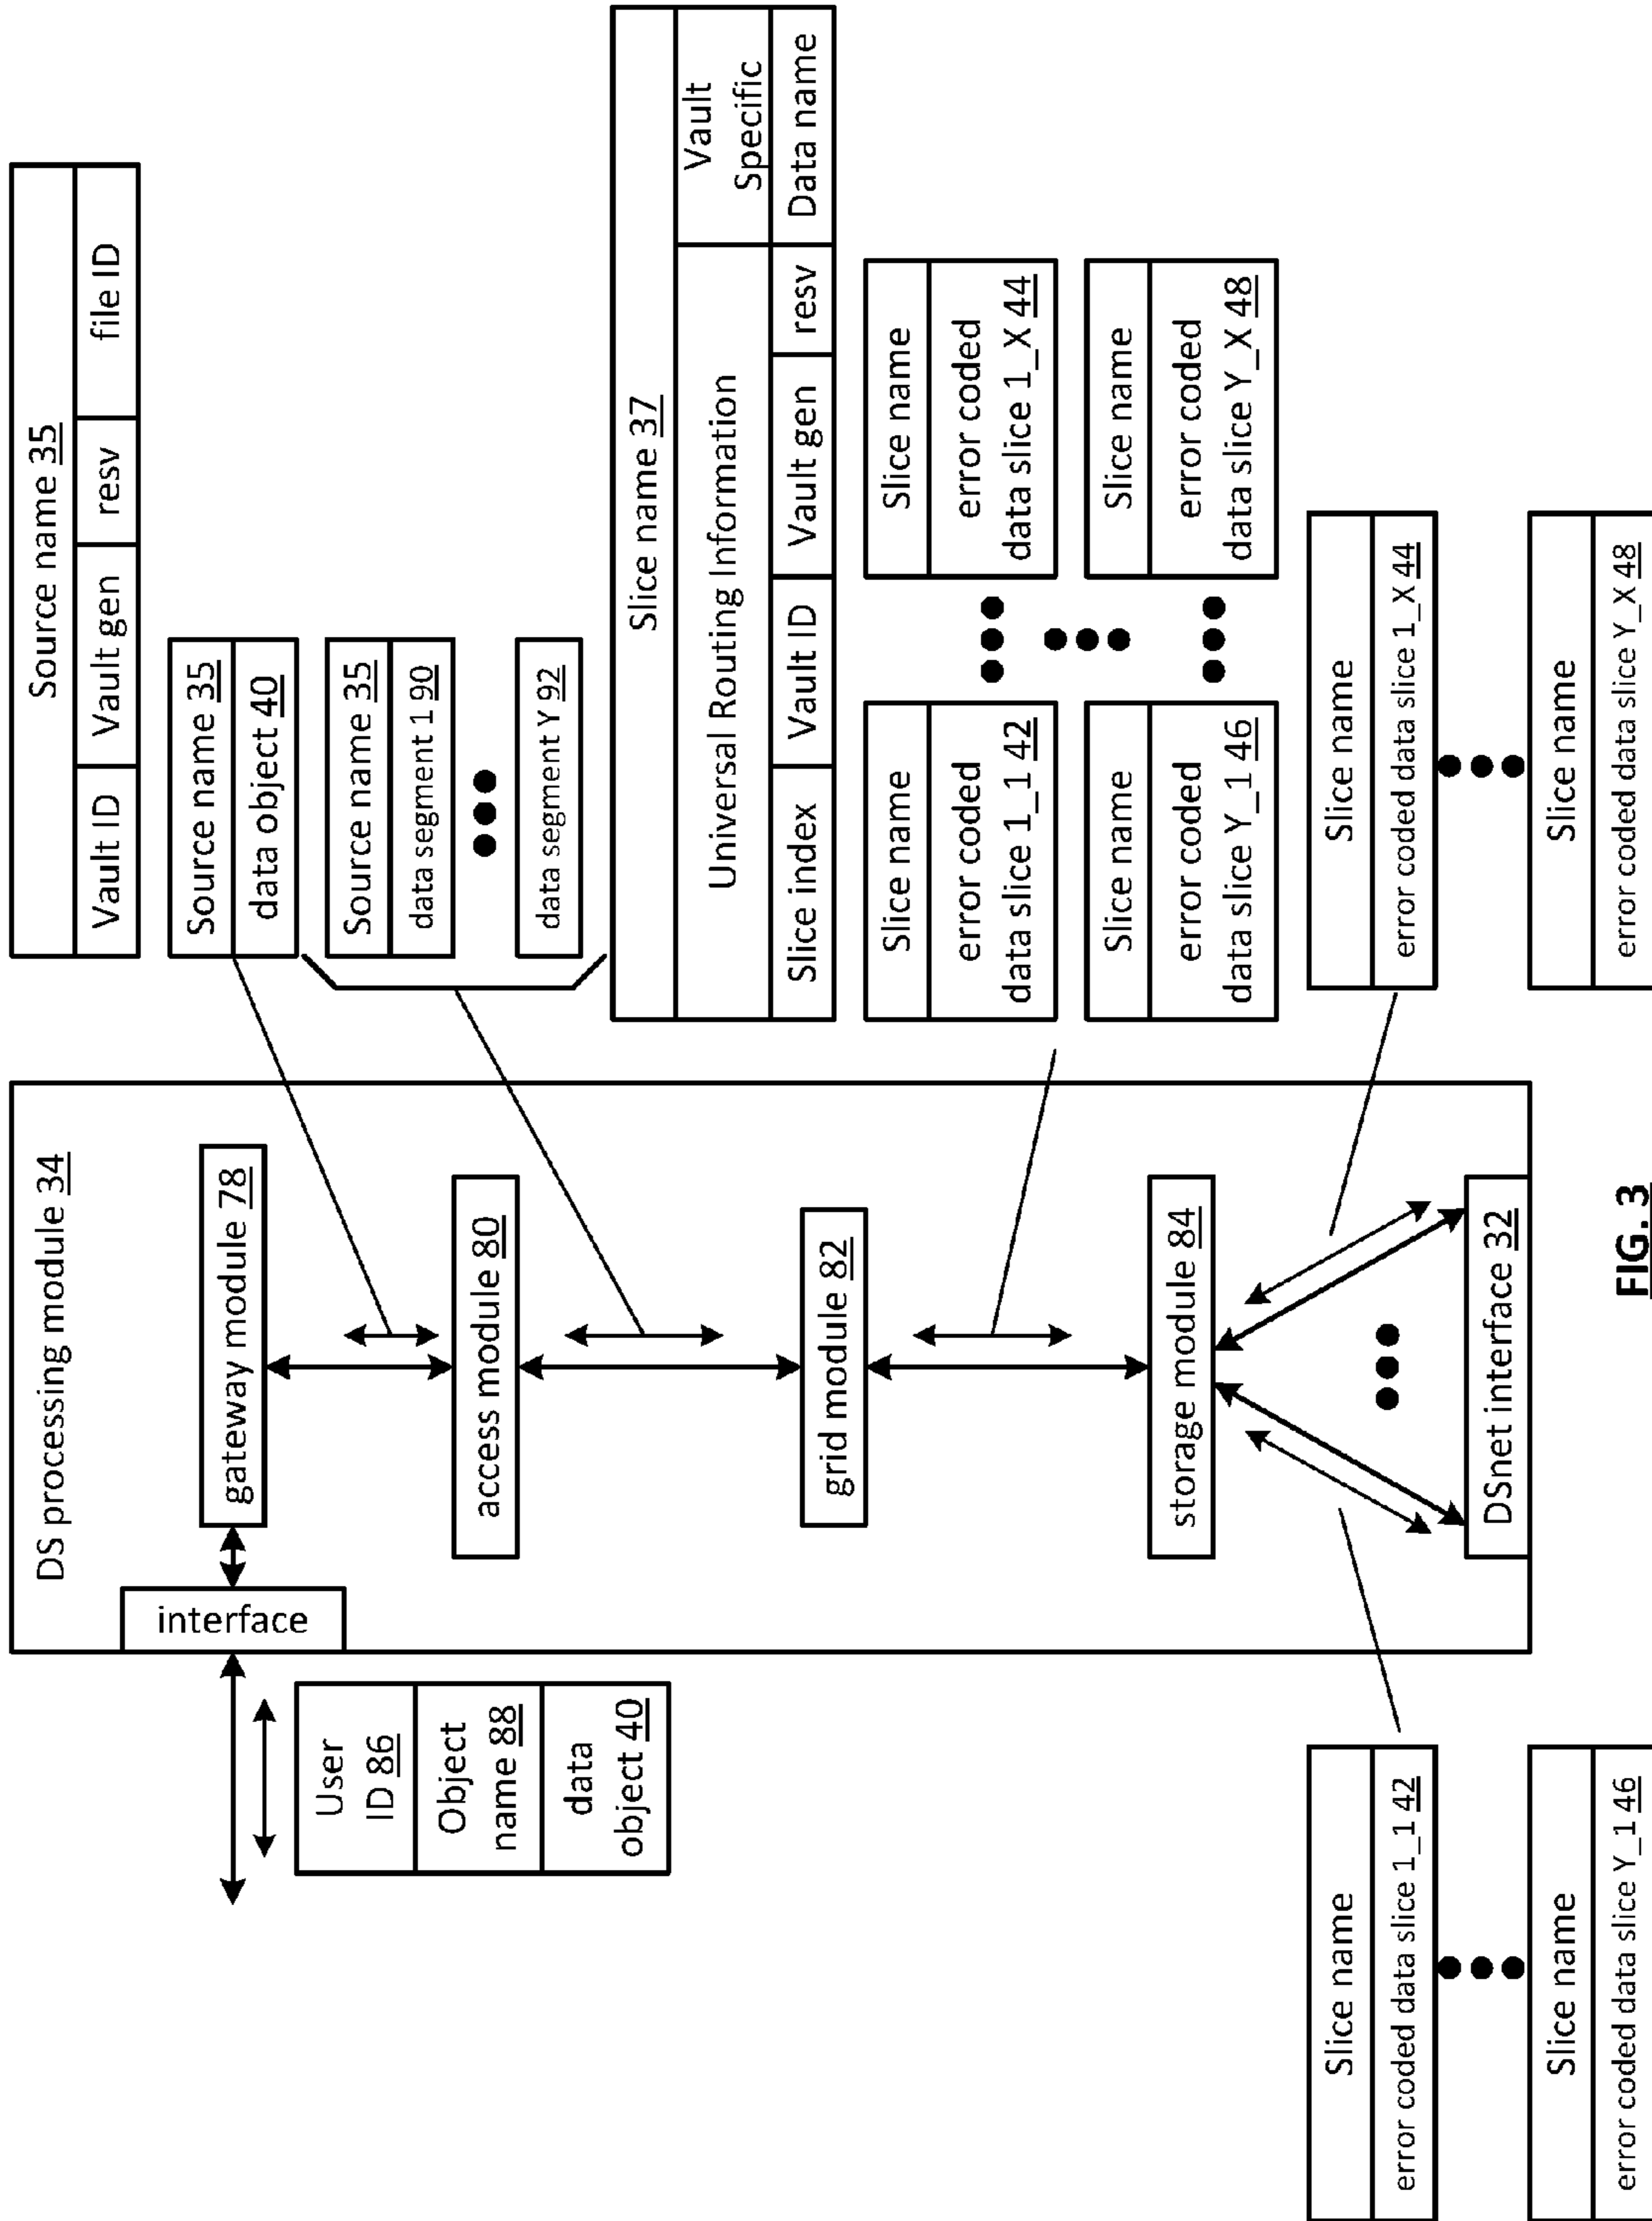 DS processing module 34
interface
gateway module 78
access module 80
grid module 82
storage module 84
DSnet interface 32
User
ID 86
Object
name 88
data
object 40
Source name 35
Vault ID
Vault gen
resv
file ID
Source name 35
data object 40
Source name 35
data segment 1 90
data segment Y 92
Slice name 37
Universal Routing Information
Vault
Specific
Slice index
Vault ID
Vault gen
resv
Data name
Slice name
error coded
data slice 1_1 42
Slice name
error coded
data slice 1_X 44
Slice name
error coded
data slice Y_1 46
Slice name
error coded
data slice Y_X 48
Slice name
error coded data slice 1_1 42
Slice name
error coded data slice Y_1 46
Slice name
error coded data slice 1_X 44
Slice name
error coded data slice Y_X 48
FIG. 3